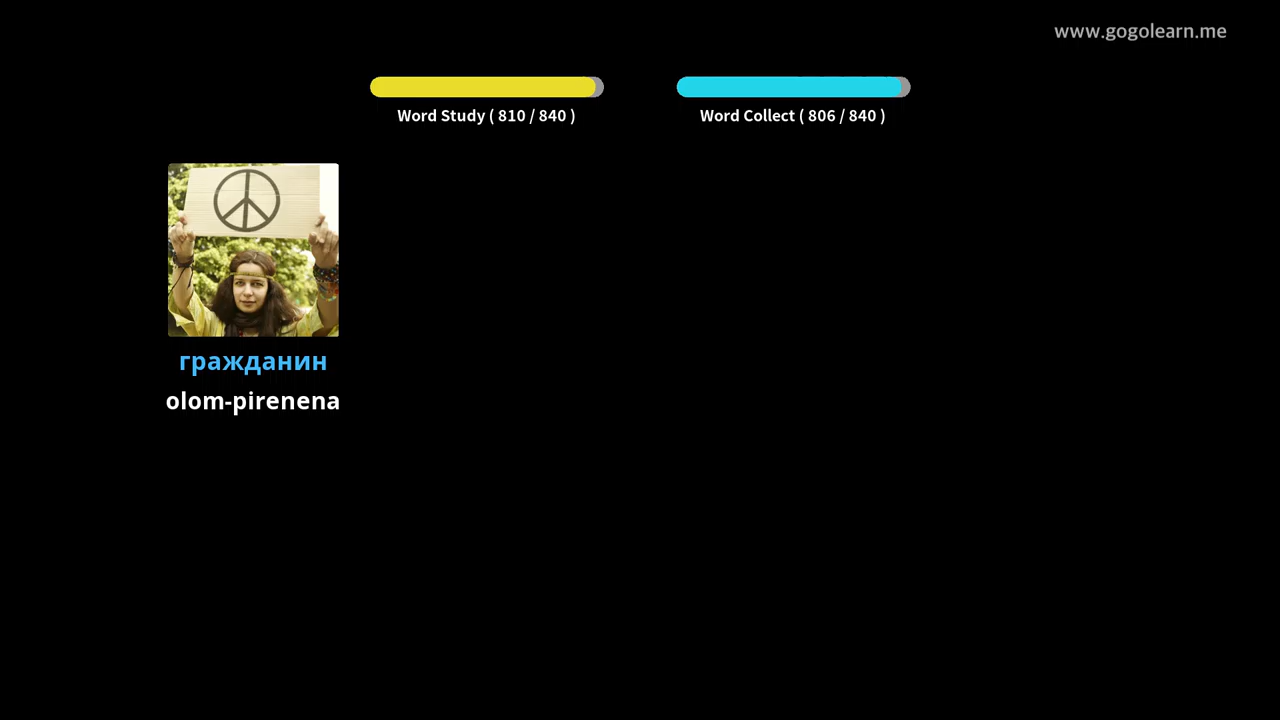 www.gogolearn.me
Word Study ( 810 / 840 )
Word Collect ( 806 / 840 )
гражданин
olom-pirenena